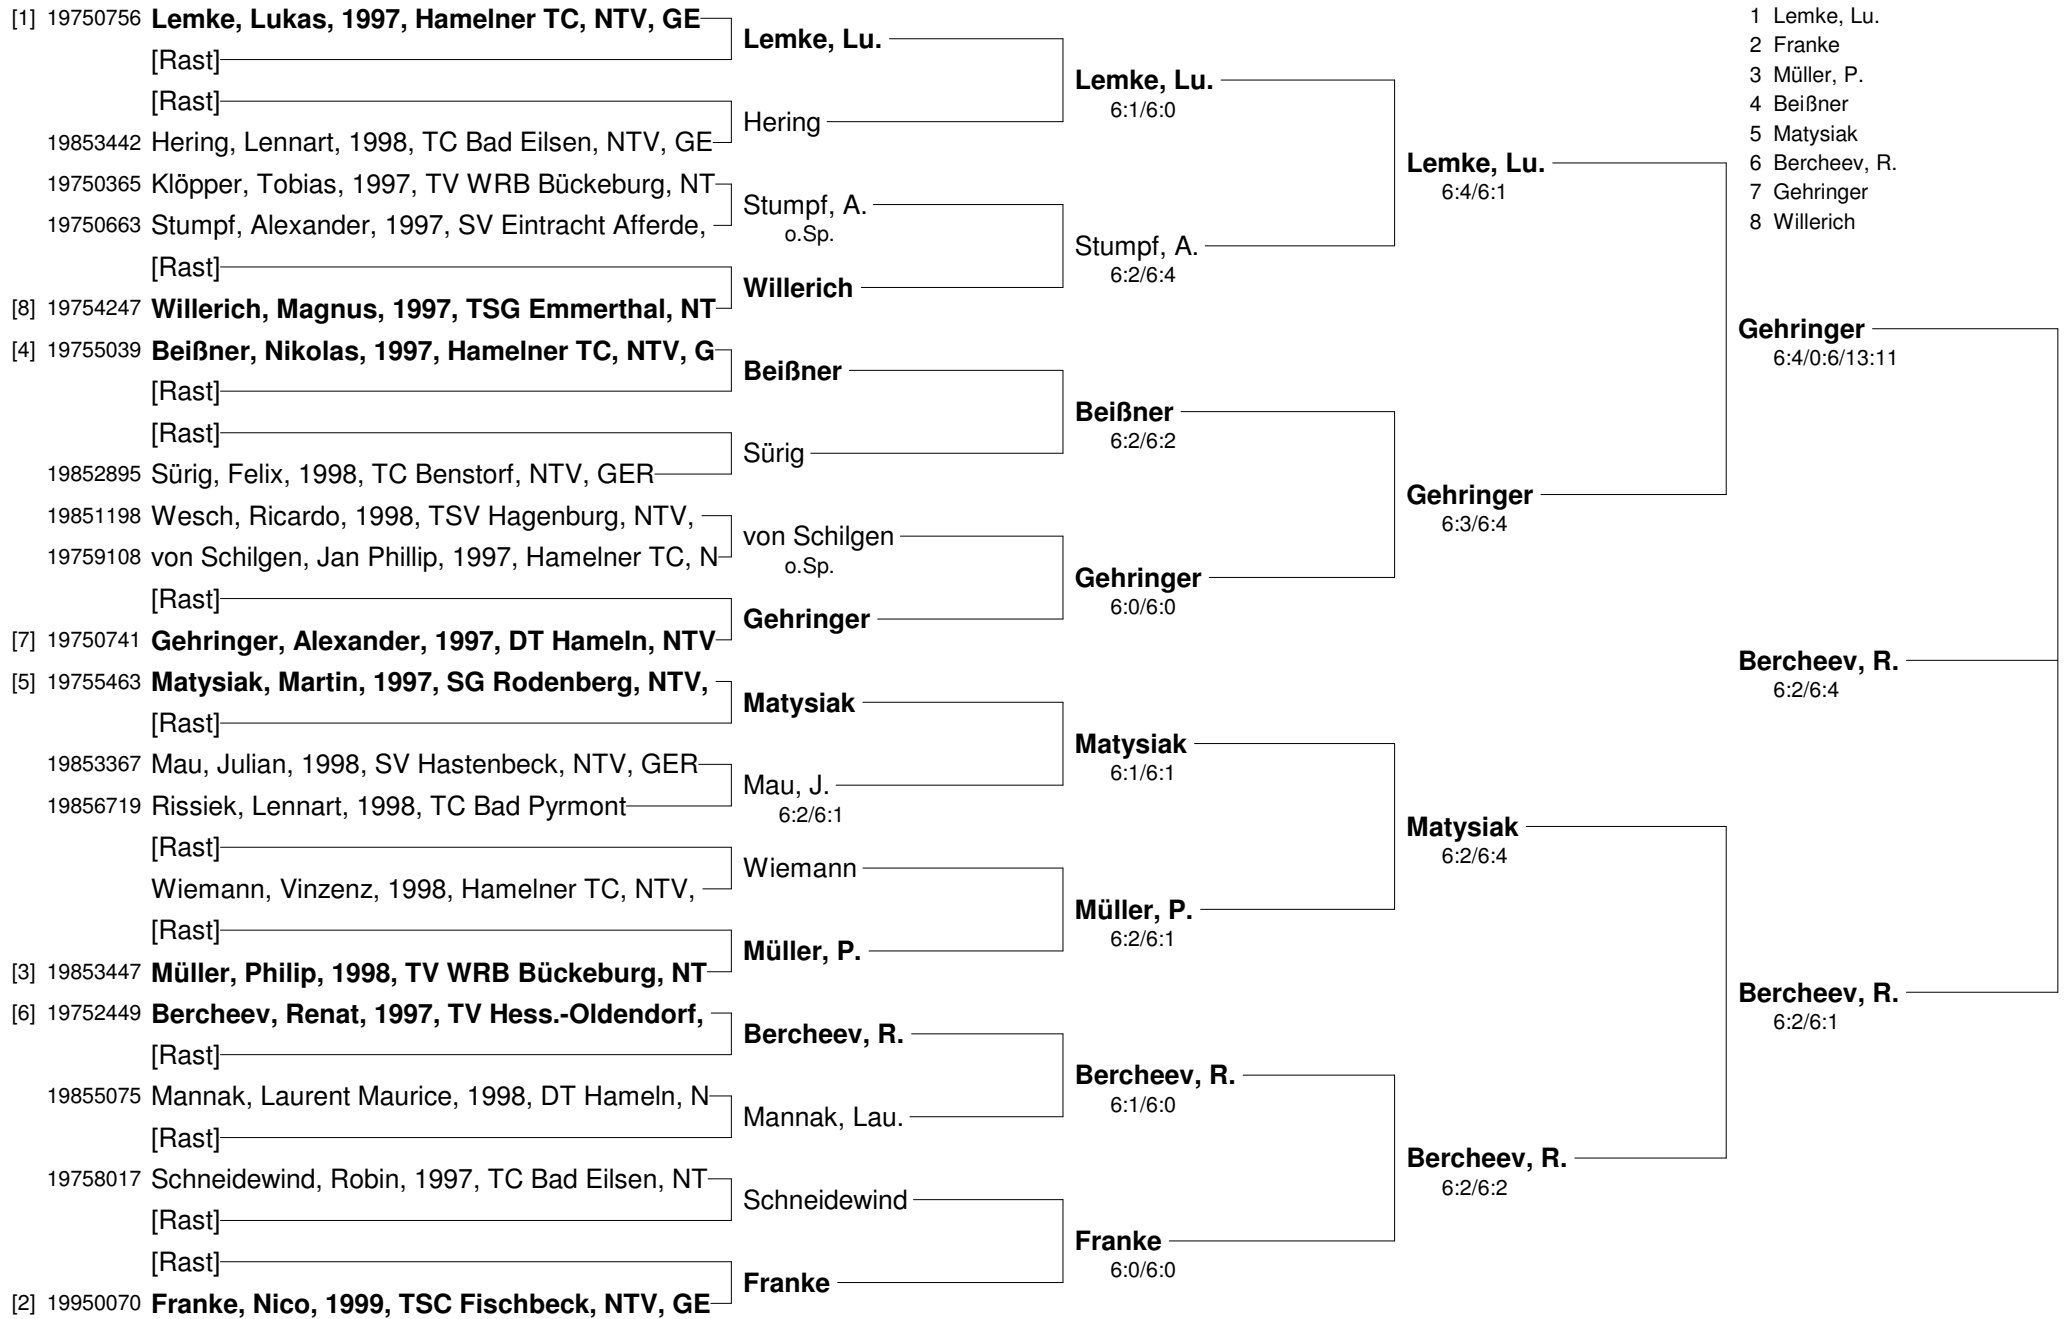 [1] 19750756 Lemke, Lukas, 1997, Hamelner TC, NTV, GE
[Rast]
[Rast]
19853442 Hering, Lennart, 1998, TC Bad Eilsen, NTV, GE
19750365 Klöpper, Tobias, 1997, TV WRB Bückeburg, NT
19750663 Stumpf, Alexander, 1997, SV Eintracht Afferde,
[Rast]
[8] 19754247 Willerich, Magnus, 1997, TSG Emmerthal, NT
[4] 19755039 Beißner, Nikolas, 1997, Hamelner TC, NTV, G
[Rast]
[Rast]
19852895 Sürig, Felix, 1998, TC Benstorf, NTV, GER
19851198 Wesch, Ricardo, 1998, TSV Hagenburg, NTV,
19759108 von Schilgen, Jan Phillip, 1997, Hamelner TC, N
[Rast]
[7] 19750741 Gehringer, Alexander, 1997, DT Hameln, NTV
[5] 19755463 Matysiak, Martin, 1997, SG Rodenberg, NTV,
[Rast]
19853367 Mau, Julian, 1998, SV Hastenbeck, NTV, GER
19856719 Rissiek, Lennart, 1998, TC Bad Pyrmont
[Rast]
Wiemann, Vinzenz, 1998, Hamelner TC, NTV,
[Rast]
[3] 19853447 Müller, Philip, 1998, TV WRB Bückeburg, NT
[6] 19752449 Bercheev, Renat, 1997, TV Hess.-Oldendorf,
[Rast]
19855075 Mannak, Laurent Maurice, 1998, DT Hameln, N
[Rast]
19758017 Schneidewind, Robin, 1997, TC Bad Eilsen, NT
[Rast]
[Rast]
[2] 19950070 Franke, Nico, 1999, TSC Fischbeck, NTV, GE
Lemke, Lu.
Hering
Stumpf, A.
o.Sp.
Willerich
Beißner
Sürig
von Schilgen
o.Sp.
Gehringer
Matysiak
Mau, J.
6:2/6:1
Wiemann
Müller, P.
Bercheev, R.
Mannak, Lau.
Schneidewind
Franke
Lemke, Lu.
6:1/6:0
Stumpf, A.
6:2/6:4
Beißner
6:2/6:2
Gehringer
6:0/6:0
Matysiak
6:1/6:1
Müller, P.
6:2/6:1
Bercheev, R.
6:1/6:0
Franke
6:0/6:0
Lemke, Lu.
6:4/6:1
Gehringer
6:3/6:4
Matysiak
6:2/6:4
Bercheev, R.
6:2/6:2
1 Lemke, Lu.
2 Franke
3 Müller, P.
4 Beißner
5 Matysiak
6 Bercheev, R.
7 Gehringer
8 Willerich
Gehringer
6:4/0:6/13:11
Bercheev, R.
6:2/6:4
Bercheev, R.
6:2/6:1